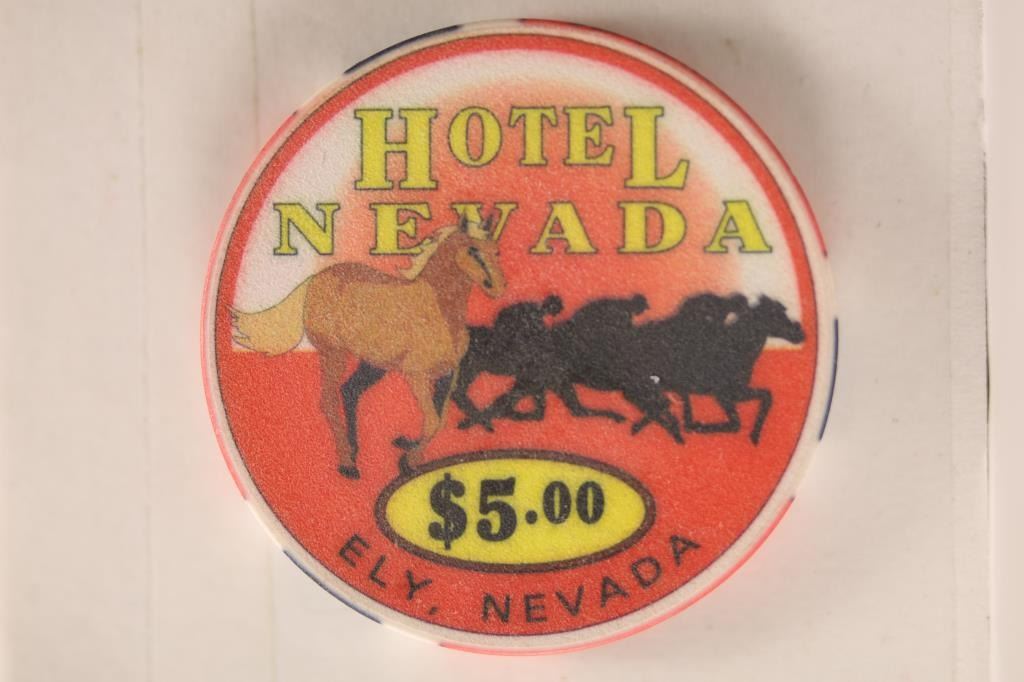 HOTEL
NEVADA
$5.00
ELY, NEVADA